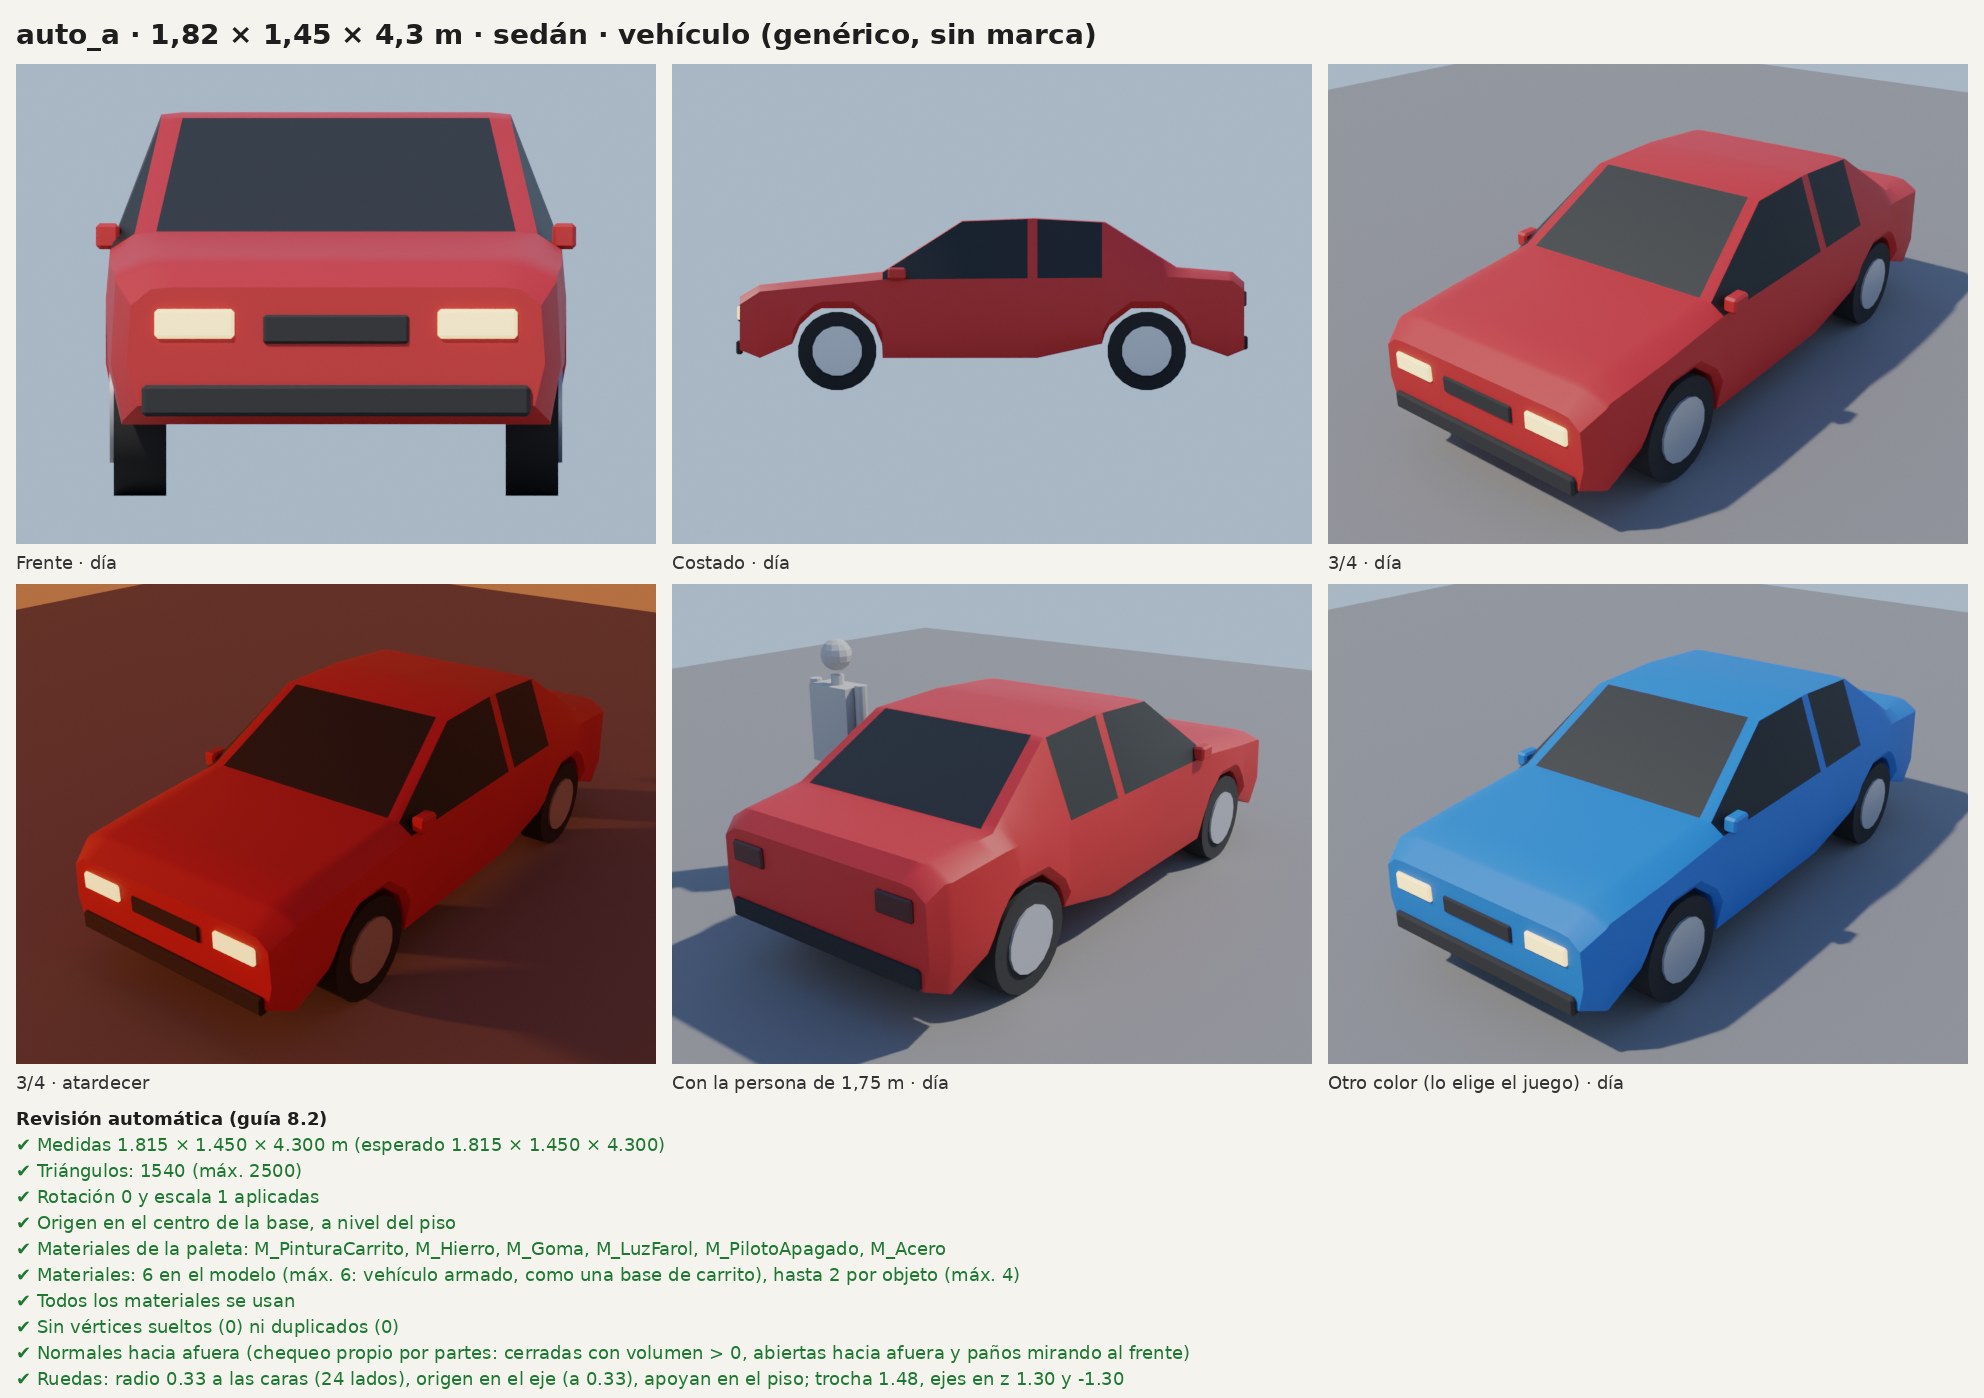 auto_a · 1,82 × 1,45 × 4,3 m · sedán · vehículo (genérico, sin marca)
Frente · día
Costado · día
3/4 · día
3/4 · atardecer
Con la persona de 1,75 m · día
Otro color (lo elige el juego) · día
Revisión automática (guía 8.2)
✔ Medidas 1.815 × 1.450 × 4.300 m (esperado 1.815 × 1.450 × 4.300)
✔ Triángulos: 1540 (máx. 2500)
✔ Rotación 0 y escala 1 aplicadas
✔ Origen en el centro de la base, a nivel del piso
✔ Materiales de la paleta: M_PinturaCarrito, M_Hierro, M_Goma, M_LuzFarol, M_PilotoApagado, M_Acero
✔ Materiales: 6 en el modelo (máx. 6: vehículo armado, como una base de carrito), hasta 2 por objeto (máx. 4)
✔ Todos los materiales se usan
✔ Sin vértices sueltos (0) ni duplicados (0)
✔ Normales hacia afuera (chequeo propio por partes: cerradas con volumen > 0, abiertas hacia afuera y paños mirando al frente)
✔ Ruedas: radio 0.33 a las caras (24 lados), origen en el eje (a 0.33), apoyan en el piso; trocha 1.48, ejes en z 1.30 y -1.30